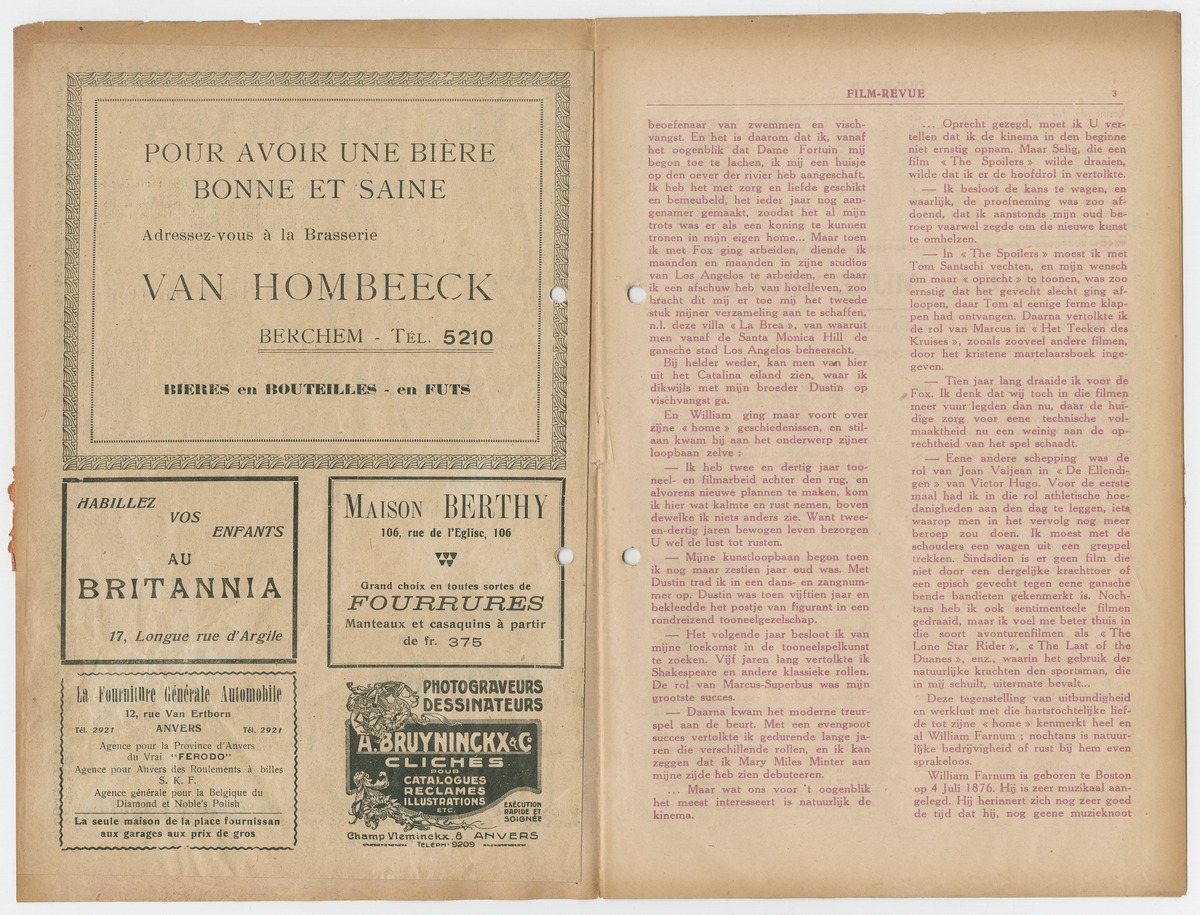 POUR AVOIR UNE BIÈRE
BONNE ET SAINE
Adressez-vous à la Brasserie
VAN HOMBEECK
BERCHEM - TÉL. 5210
BIERES en BOUTEILLES - en FUTS
HABILLEZ
VOS
ENFANTS
AU
BRITANNIA
17, Longue rue d'Argile
MAISON BERTHY
106, rue de l'Eglise, 106
Grand choix en toutes sortes de
FOURRURES
Manteaux et casaquins à partir
de fr. 375
La Fourniture Générale Automobile
12, rue Van Ertborn
Tél. 2921 ANVERS Tél. 2921
Agence pour la Province d'Anvers
du Vrai "FERODO"
Agence pour Anvers des Roulements à billes
S. K. F.
Agence générale pour la Belgique du
Diamond et Noble's Polish
La seule maison de la place fournissan
aux garages aux prix de gros
PHOTOGRAVEURS
DESSINATEURS
A. BRUYNINCKX & C°
CLICHÉS
POUR
CATALOGUES
RECLAMES
ILLUSTRATIONS
ETC.
EXÉCUTION
RAPIDE ET
SOIGNÉE
Champ Vleminckx. 8 ANVERS
TELEPH· 9209
FILM-REVUE 3
beoefenaar van zwemmen en visch-
vangst. En het is daarom dat ik, vanaf
het oogenblik dat Dame Fortuin mij
begon toe te lachen, ik mij een huisje
op den oever der rivier heb aangeschaft.
Ik heb het met zorg en liefde geschikt
en bemeubeld, het ieder jaar nog aan-
genamer gemaakt, zoodat het al mijn
trots was er als een koning te kunnen
tronen in mijn eigen home... Maar toen
ik met Fox ging arbeiden, diende ik
maanden en maanden in zijne studios
van Los Angelos te arbeiden, en daar
ik een afschuw heb van hotelleven, zoo
bracht dit mij er toe mij het tweede
stuk mijner verzameling aan te schaffen,
n.l. deze villa « La Brea », van waaruit
men vanaf de Santa Monica Hill de
gansche stad Los Angelos beheerscht.
Bij helder weder, kan men van hier
uit het Catalina eiland zien, waar ik
dikwijls met mijn broeder Dustin op
vischvangst ga.
En William ging maar voort over
zijne « home » geschiedenissen, en stil-
aan kwam hij aan het onderwerp zijner
loopbaan zelve :
— Ik heb twee en dertig jaar too-
neel- en filmarbeid achter den rug, en
alvorens nieuwe plannen te maken, kom
ik hier wat kalmte en rust nemen, boven
dewelke ik niets anders zie. Want twee-
en-dertig jaren bewogen leven bezorgen
U wel de lust tot rusten.
— Mijne kunstloopbaan begon toen
ik nog maar zestien jaar oud was. Met
Dustin trad ik in een dans- en zangnum-
mer op. Dustin was toen vijftien jaar en
bekleedde het postje van figurant in een
rondreizend tooneelgezelschap.
— Het volgende jaar besloot ik van
mijne toekomst in de tooneelspelkunst
te zoeken. Vijf jaren lang vertolkte ik
Shakespeare en andere klassieke rollen.
De rol van Marcus-Superbus was mijn
grootste succes.
— Daarna kwam het moderne treur-
spel aan de beurt. Met een evengroot
succes vertolkte ik gedurende lange ja-
ren die verschillende rollen, en ik kan
zeggen dat ik Mary Miles Minter aan
mijne zijde heb zien debuteeren.
... Maar wat ons voor 't oogenblik
het meest interesseert is natuurlijk de
kinema.
... Oprecht gezegd, moet ik U ver-
tellen dat ik de kinema in den beginne
niet ernstig opnam. Maar Selig, die een
film « The Spoilers » wilde draaien,
wilde dat ik er de hoofdrol in vertolkte.
— Ik besloot de kans te wagen, en
waarlijk, de proefneming was zoo af-
doend, dat ik aanstonds mijn oud be-
roep vaarwel zegde om de nieuwe kunst
te omhelzen.
— In « The Spoilers » moest ik met
Tom Santschi vechten, en mijn wensch
om maar « oprecht » te toonen, was zoo
ernstig dat het gevecht slecht ging af-
loopen, daar Tom al eenige ferme klap-
pen had ontvangen. Daarna vertolkte ik
de rol van Marcus in « Het Teeken des
Kruises », zooals zooveel andere filmen,
door het kristene martelaarsboek inge-
geven.
— Tien jaar lang draaide ik voor de
Fox. Ik denk dat wij toch in die filmen
meer vuur legden dan nu, daar de hui-
dige zorg voor eene technische vol-
maaktheid nu een weinig aan de op-
rechtheid van het spel schaadt.
— Eene andere schepping was de
rol van Jean Valjean in « De Ellendi-
gen » van Victor Hugo. Voor de eerste
maal had ik in die rol athletische hoe-
danigheden aan den dag te leggen, iets
waarop men in het vervolg nog meer
beroep zou doen. Ik moest met de
schouders een wagen uit een greppel
trekken. Sindsdien is er geen film die
niet door een dergelijke krachttoer of
een episch gevecht tegen eene gansche
bende bandieten gekenmerkt is. Noch-
tans heb ik ook sentimenteele filmen
gedraaid, maar ik voel me beter thuis in
die soort avonturenfilmen als « The
Lone Star Rider », « The Last of the
Duanes », enz., waarin het gebruik der
natuurlijke krachten den sportsman, die
in mij schuilt, uitermate bevalt...
Deze tegenstelling van uitbundigheid
en werklust met die hartstochtelijke lief-
de tot zijne « home » kenmerkt heel en
al William Farnum ; nochtans is natuur-
lijke bedrijvigheid of rust bij hem even
sprakeloos.
William Farnum is geboren te Boston
op 4 Juli 1876. Hij is zeer muzikaal aan-
gelegd. Hij herinnert zich nog zeer goed
de tijd dat hij, nog geene muzieknoot